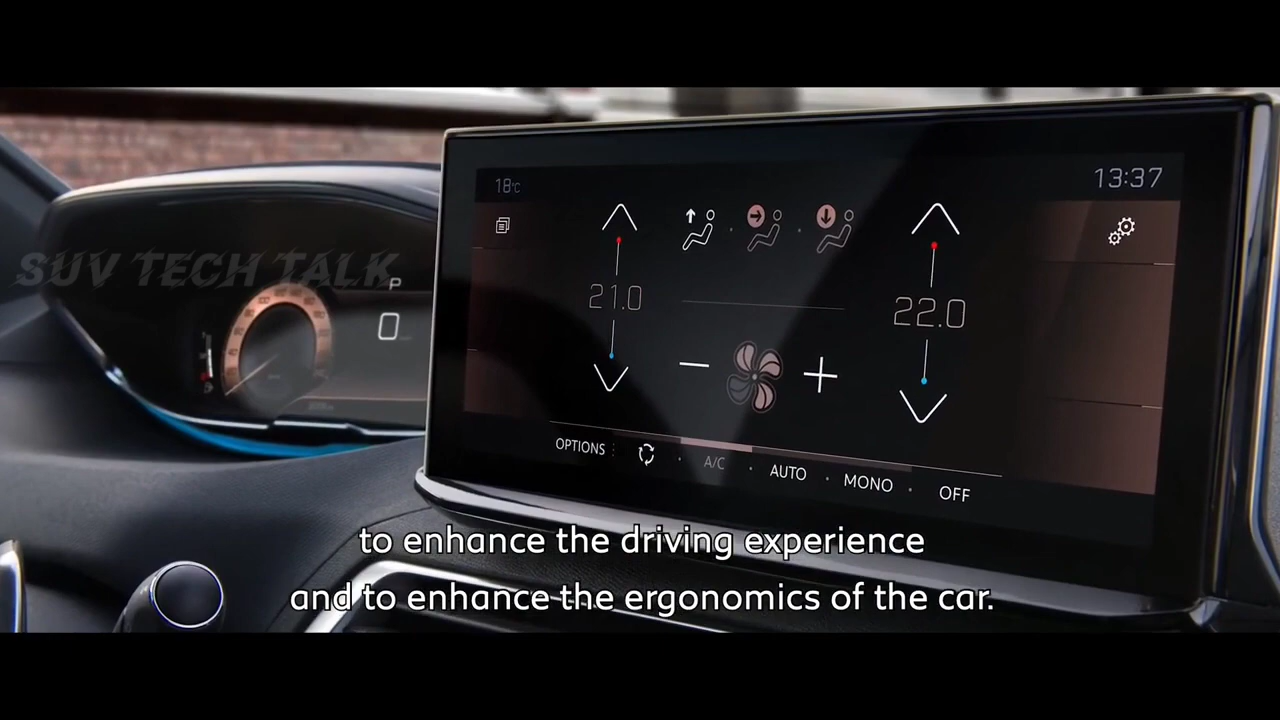 18°C
13:37
SUV TECH TALK
P
0
21.0
22.0
OPTIONS
A/C
AUTO
MONO
OFF
to enhance the driving experience
and to enhance the ergonomics of the car.